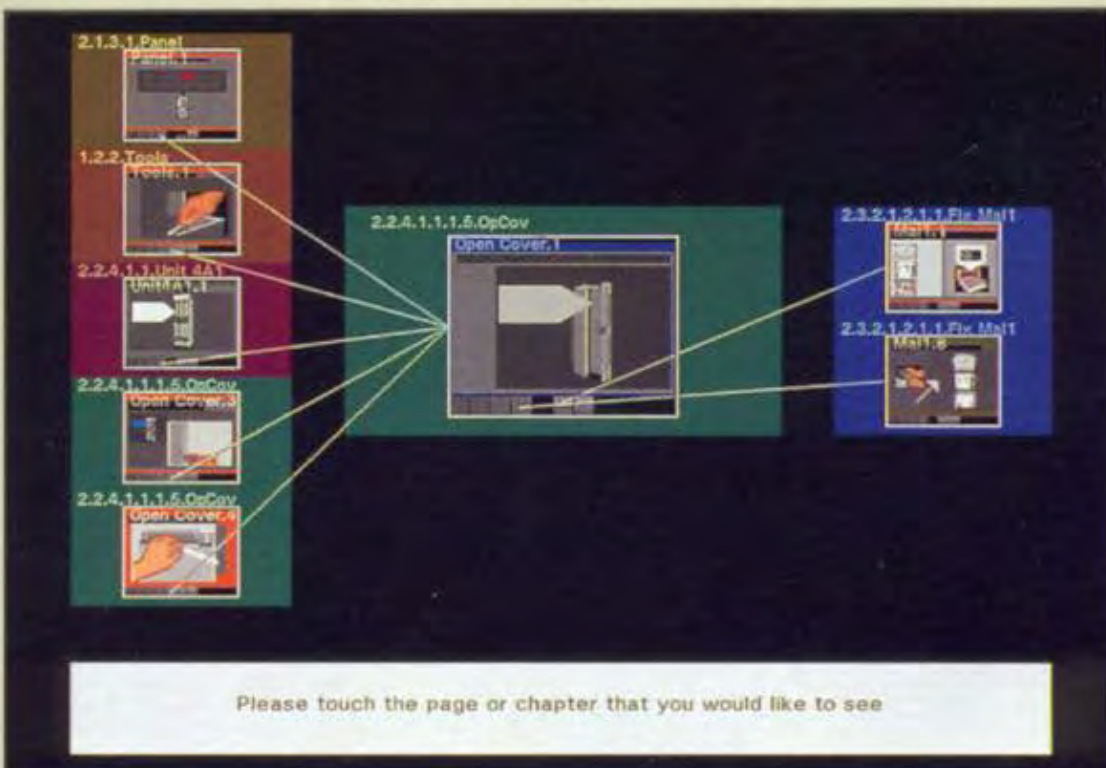 2.1.3.1.Panel
Panel.1
1.2.2.Tools
Tools.1
2.2.4.1.1.Unit 4A1
Unit4A1.1
2.2.4.1.1.1.5.OpCov
Open Cover.3
2.2.4.1.1.1.5.OpCov
Open Cover.4
2.2.4.1.1.1.5.OpCov
Open Cover.1
2.3.2.1.2.1.1.Fix Mal1
Mal1.1
2.3.2.1.2.1.1.Fix Mal1
Mal1.6
Please touch the page or chapter that you would like to see